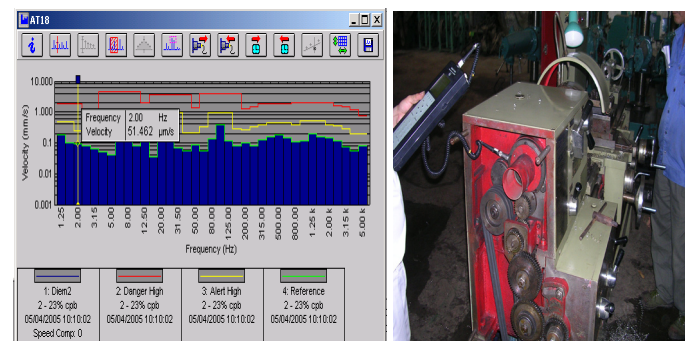 AT18
10.000
1.000
0.1
0.01
0.001
Velocity (mm/s)
Frequency 2.00 Hz
Velocity 51.462 µm/s
1.25 2.00 3.15 5.00 8.00 12.50 20.00 31.50 50.00 80.00 125.00 200.00 315.00 500.00 800.00 1.25 k 2.00 k 3.15 k 5.00 k
Frequency (Hz)
1: Diem2 2: Danger High 3: Alert High 4: Reference
2 - 23% cpb 2 - 23% cpb 2 - 23% cpb 2 - 23% cpb
05/04/2005 10:10:02 05/04/2005 10:10:02 05/04/2005 10:10:02 05/04/2005 10:10:02
Speed Comp: 0